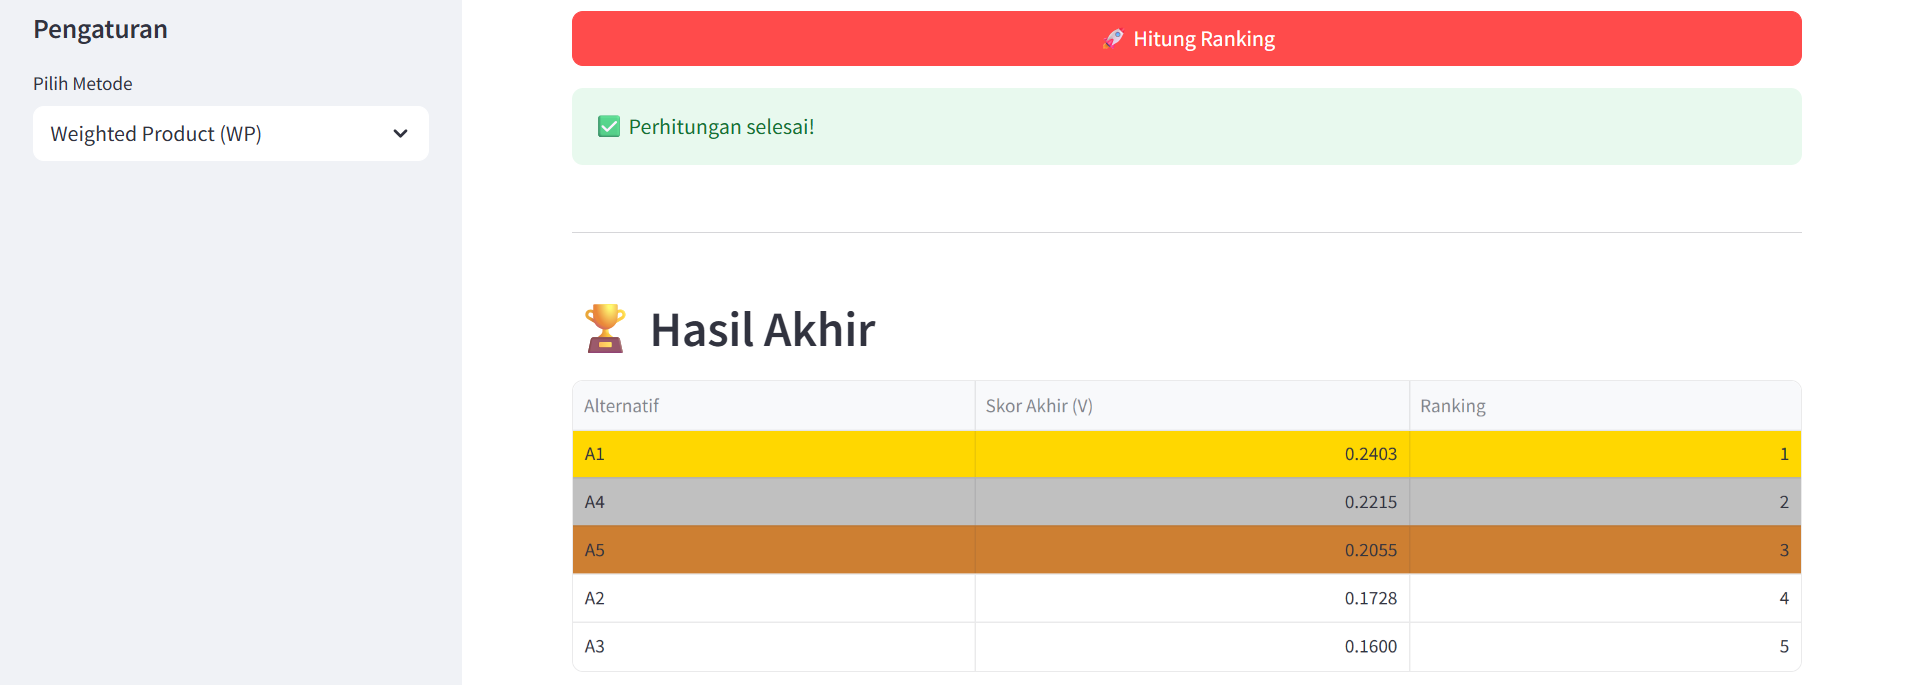 Pengaturan
Pilih Metode
Weighted Product (WP)
🚀 Hitung Ranking
✅ Perhitungan selesai!
🏆 Hasil Akhir
Alternatif Skor Akhir (V) Ranking
A1 0.2403 1
A4 0.2215 2
A5 0.2055 3
A2 0.1728 4
A3 0.1600 5